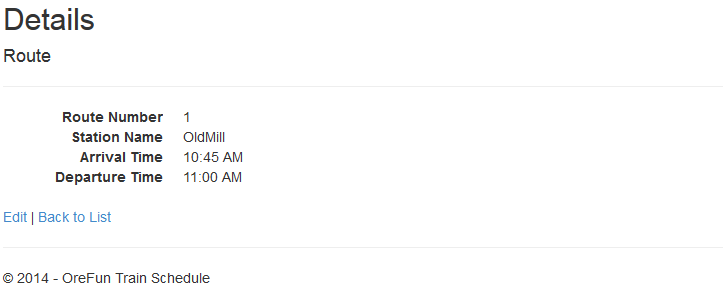 Details
Route
Route Number 1
Station Name OldMill
Arrival Time 10:45 AM
Departure Time 11:00 AM
Edit | Back to List
© 2014 - OreFun Train Schedule